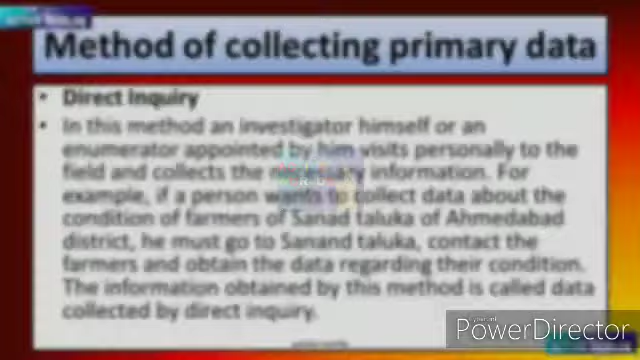 Method of collecting primary data
• Direct Inquiry
• In this method an investigator himself or an
enumerator appointed by him visits personally to the
field and collects the necessary information. For
example, if a person wants to collect data about the
condition of farmers of Sanad taluka of Ahmedabad
district, he must go to Sanand taluka, contact the
farmers and obtain the data regarding their condition.
The information obtained by this method is called data
collected by direct inquiry.
PowerDirector